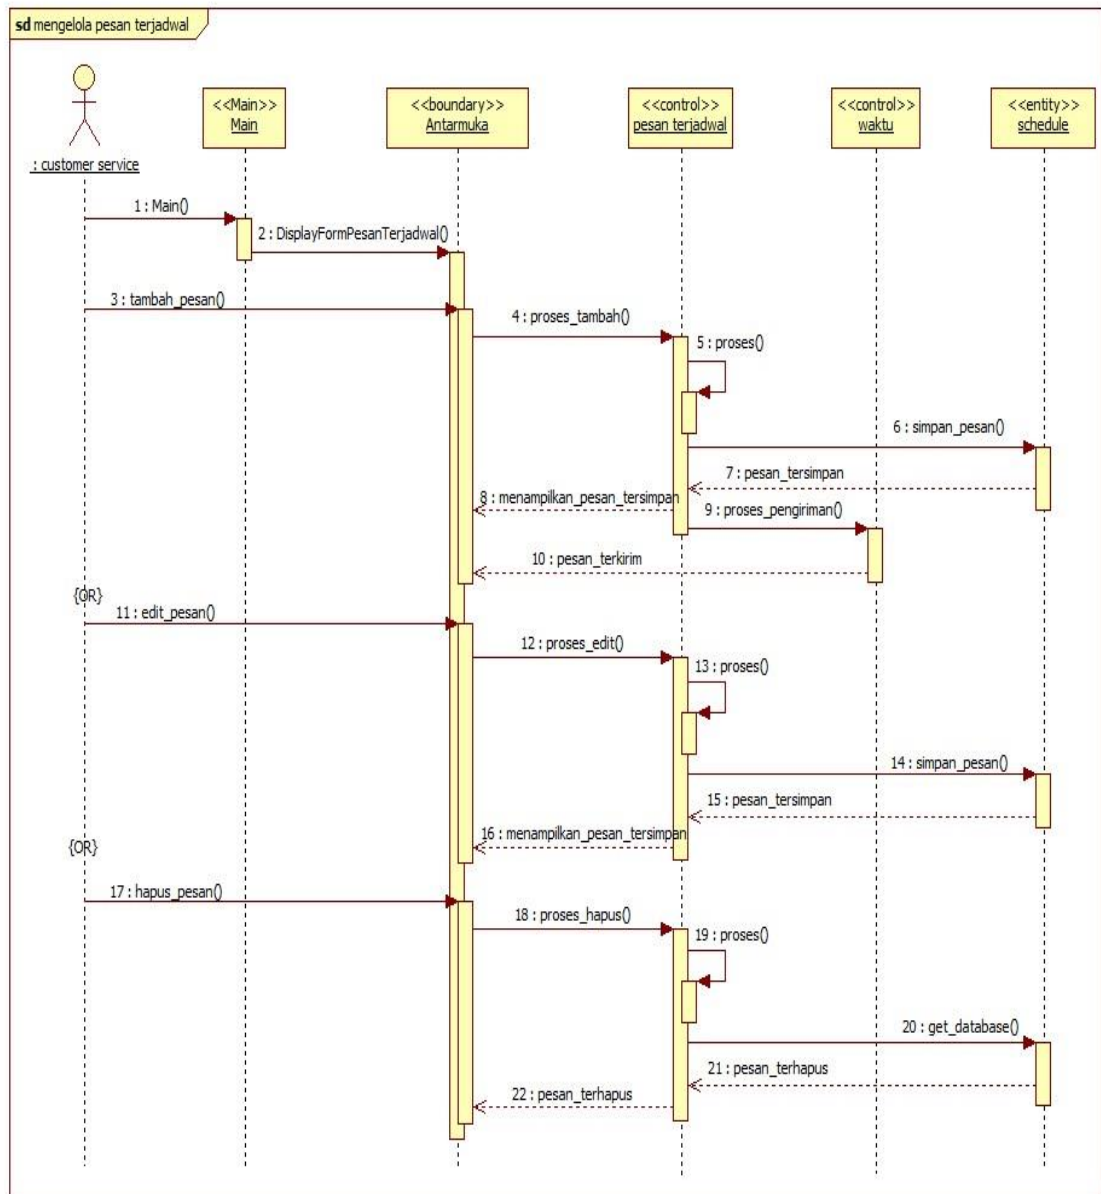 sd mengelola pesan terjadwal
: customer service
<<Main>>
Main
<<boundary>>
Antarmuka
<<control>>
pesan terjadwal
<<control>>
waktu
<<entity>>
schedule
1 : Main()
2 : DisplayFormPesanTerjadwal()
3 : tambah_pesan()
4 : proses_tambah()
5 : proses()
6 : simpan_pesan()
7 : pesan_tersimpan
8 : menampilkan_pesan_tersimpan
9 : proses_pengiriman()
10 : pesan_terkirim
{OR}
11 : edit_pesan()
12 : proses_edit()
13 : proses()
14 : simpan_pesan()
15 : pesan_tersimpan
16 : menampilkan_pesan_tersimpan
{OR}
17 : hapus_pesan()
18 : proses_hapus()
19 : proses()
20 : get_database()
21 : pesan_terhapus
22 : pesan_terhapus